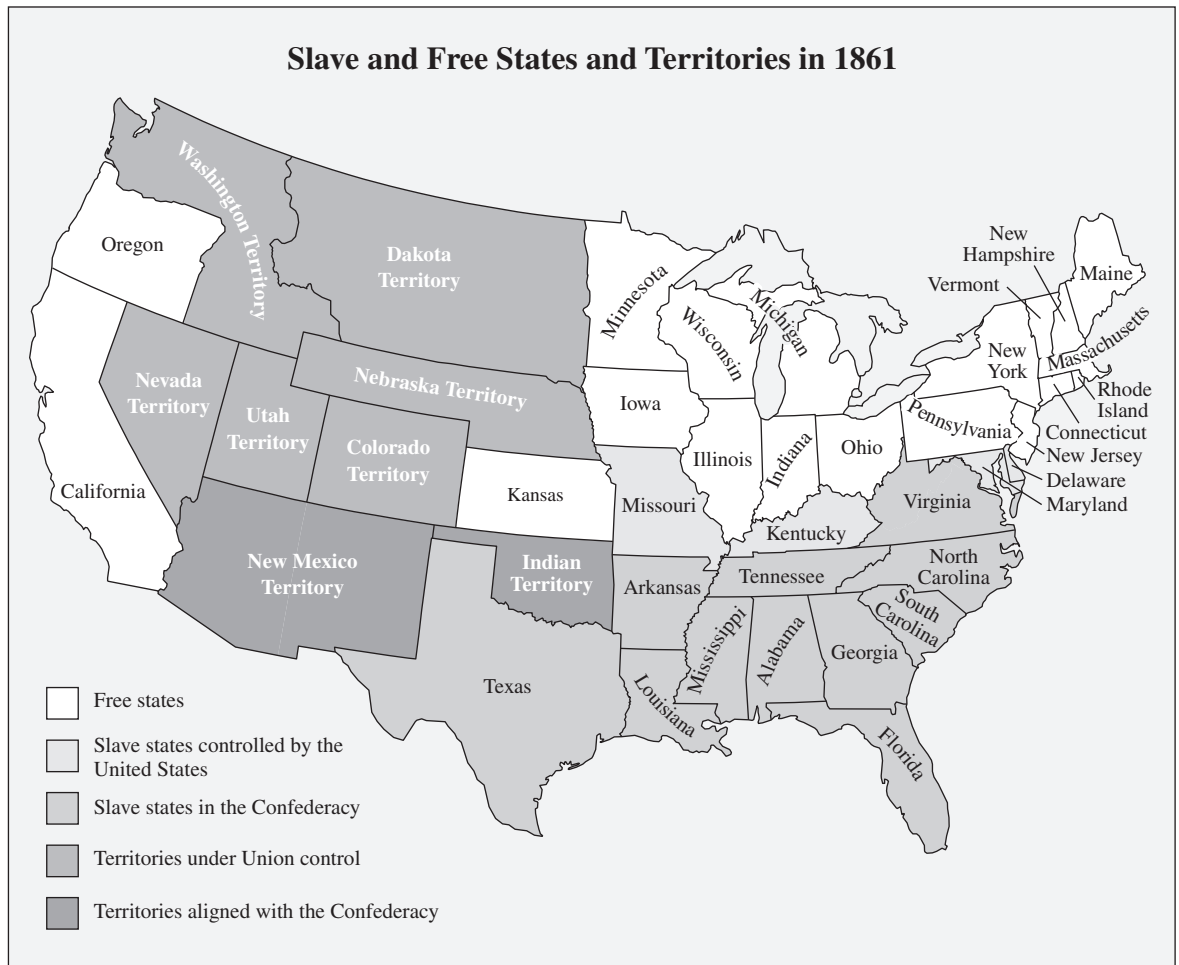 Slave and Free States and Territories in 1861
Washington Territory
Oregon
Dakota
Territory
Minnesota
Wisconsin
Michigan
New
Hampshire
Vermont
Maine
Massachusetts
New
York
Rhode
Island
Connecticut
New Jersey
Delaware
Maryland
Pennsylvania
Nevada
Territory
Nebraska Territory
Utah
Territory
Colorado
Territory
Iowa
Illinois
Indiana
Ohio
California
Kansas
Missouri
Kentucky
Virginia
New Mexico
Territory
Indian
Territory
Arkansas
Tennessee
North
Carolina
South
Carolina
Mississippi
Alabama
Georgia
Texas
Louisiana
Florida
Free states
Slave states controlled by the
United States
Slave states in the Confederacy
Territories under Union control
Territories aligned with the Confederacy